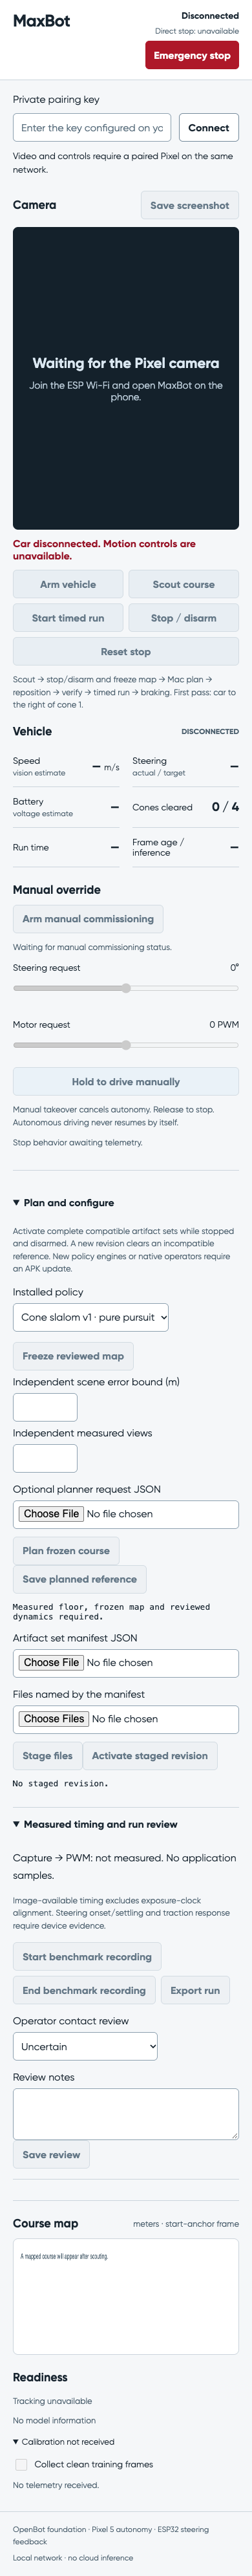 MaxBot
Disconnected
Direct stop: unavailable
Emergency stop
Private pairing key
Enter the key configured on yo
Connect
Video and controls require a paired Pixel on the same
network.
Camera
Save screenshot
Waiting for the Pixel camera
Join the ESP Wi-Fi and open MaxBot on the
phone.
Car disconnected. Motion controls are
unavailable.
Arm vehicle
Scout course
Start timed run
Stop / disarm
Reset stop
Scout → stop/disarm and freeze map → Mac plan →
reposition → verify → timed run → braking. First pass: car to
the right of cone 1.
Vehicle
DISCONNECTED
Speed
vision estimate
— m/s
Steering
actual / target
—
Battery
voltage estimate
—
Cones cleared
0 / 4
Run time
—
Frame age /
inference
—
Manual override
Arm manual commissioning
Waiting for manual commissioning status.
Steering request
0°
Motor request
0 PWM
Hold to drive manually
Manual takeover cancels autonomy. Release to stop.
Autonomous driving never resumes by itself.
Stop behavior awaiting telemetry.
▼ Plan and configure
Activate complete compatible artifact sets while stopped
and disarmed. A new revision clears an incompatible
reference. New policy engines or native operators require
an APK update.
Installed policy
Cone slalom v1 · pure pursuit
Freeze reviewed map
Independent scene error bound (m)
Independent measured views
Optional planner request JSON
Choose File No file chosen
Plan frozen course
Save planned reference
Measured floor, frozen map and reviewed
dynamics required.
Artifact set manifest JSON
Choose File No file chosen
Files named by the manifest
Choose Files No file chosen
Stage files
Activate staged revision
No staged revision.
▼ Measured timing and run review
Capture → PWM: not measured. No application
samples.
Image-available timing excludes exposure-clock
alignment. Steering onset/settling and traction response
require device evidence.
Start benchmark recording
End benchmark recording
Export run
Operator contact review
Uncertain
Review notes
Save review
Course map
meters · start-anchor frame
A mapped course will appear after scouting.
Readiness
Tracking unavailable
No model information
▼ Calibration not received
Collect clean training frames
No telemetry received.
OpenBot foundation · Pixel 5 autonomy · ESP32 steering
feedback
Local network · no cloud inference